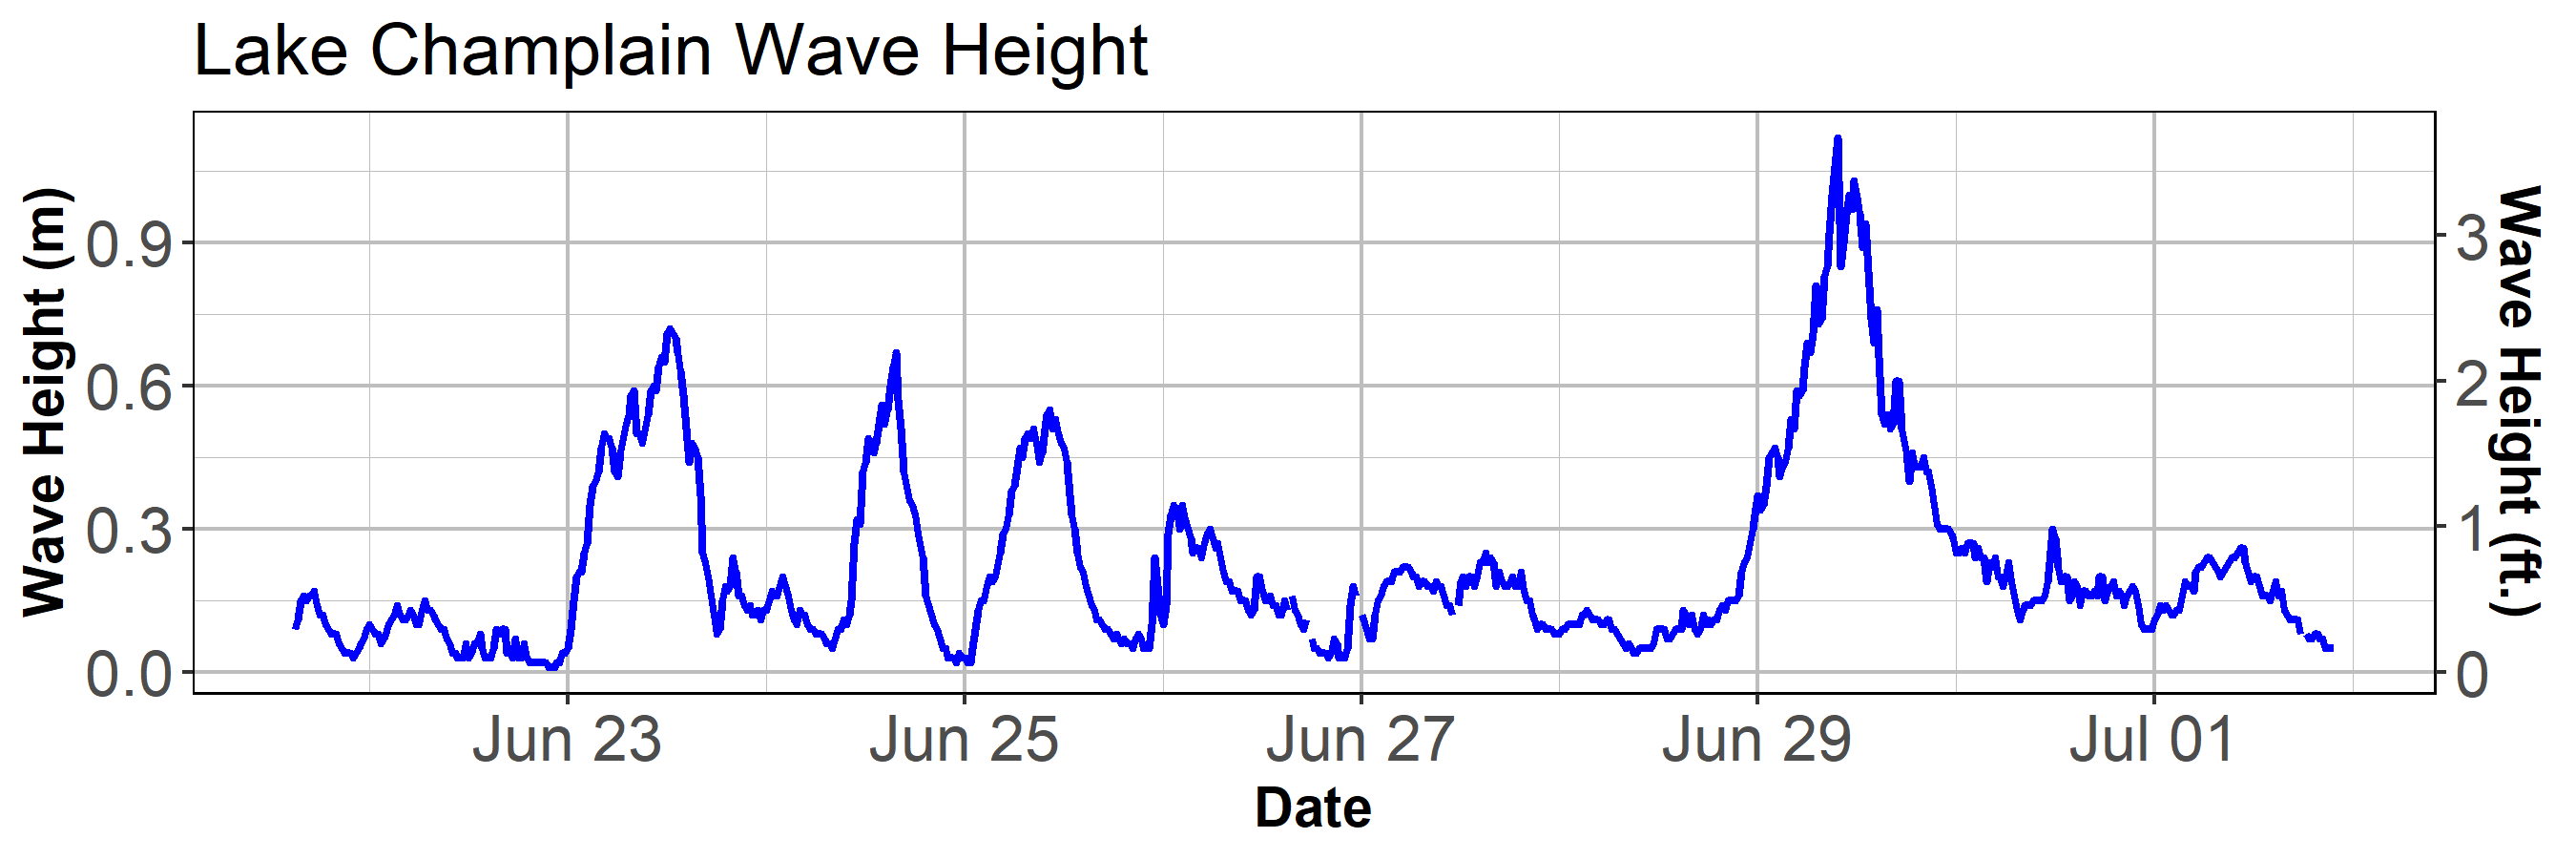 Lake Champlain Wave Height
Wave Height (m)
0.9
0.6
0.3
0.0
3
2
1
0
Wave Height (ft.)
Jun 23 Jun 25 Jun 27 Jun 29 Jul 01
Date